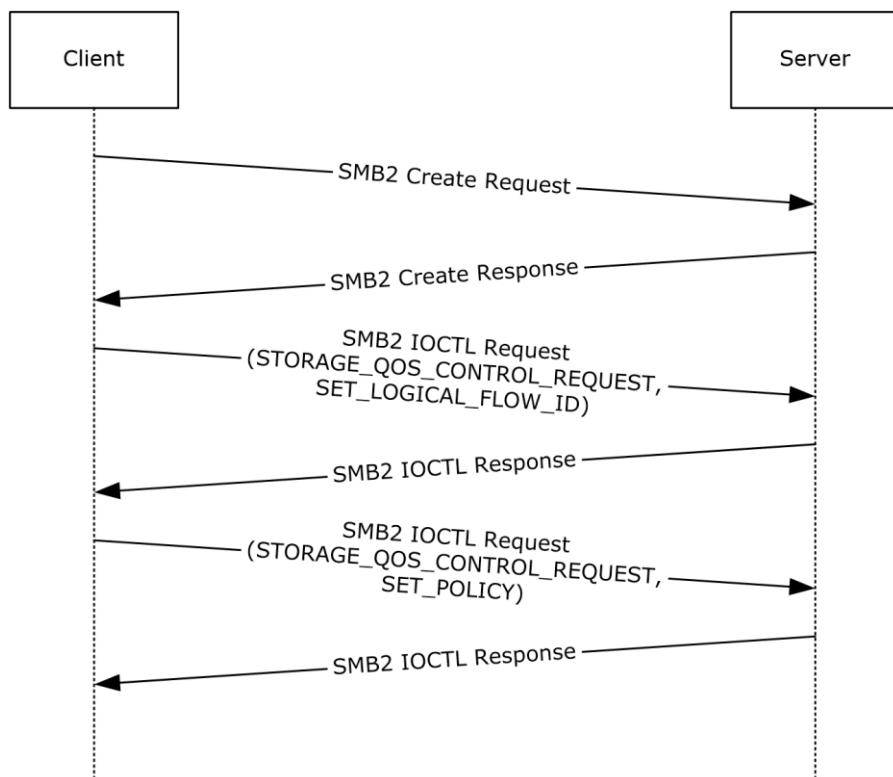 Client
Server
SMB2 Create Request
SMB2 Create Response
SMB2 IOCTL Request
(STORAGE_QOS_CONTROL_REQUEST,
SET_LOGICAL_FLOW_ID)
SMB2 IOCTL Response
SMB2 IOCTL Request
(STORAGE_QOS_CONTROL_REQUEST,
SET_POLICY)
SMB2 IOCTL Response